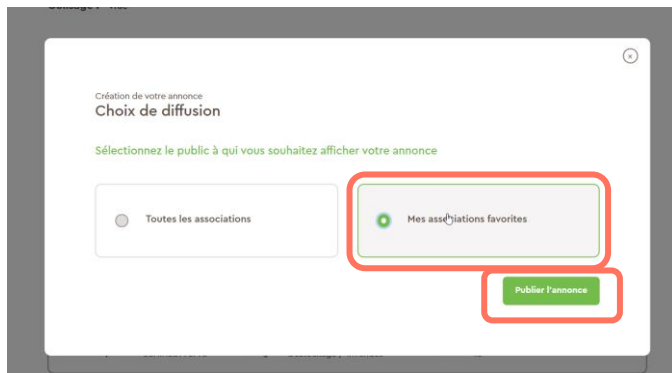 Création de votre annonce
Choix de diffusion
Sélectionnez le public à qui vous souhaitez afficher votre annonce
Toutes les associations
Mes associations favorites
Publier l'annonce